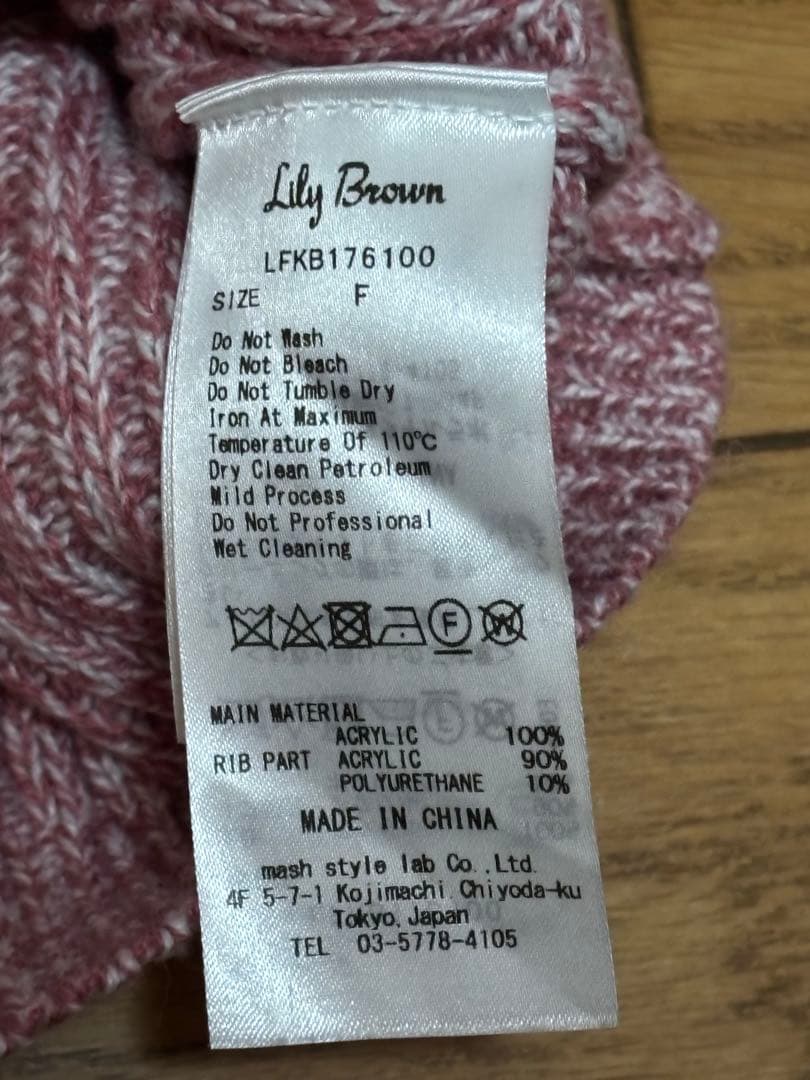 Lily Brown
LFKB176100
SIZE F
Do Not Wash
Do Not Bleach
Do Not Tumble Dry
Iron At Maximum
Temperature Of 110℃
Dry Clean Petroleum
Mild Process
Do Not Professional
Wet Cleaning
F W
MAIN MATERIAL
ACRYLIC 100%
RIB PART ACRYLIC 90%
POLYURETHANE 10%
MADE IN CHINA
mash style lab Co.,Ltd.
4F 5-7-1 Kojimachi, Chiyoda-ku
Tokyo, Japan
TEL 03-5778-4105